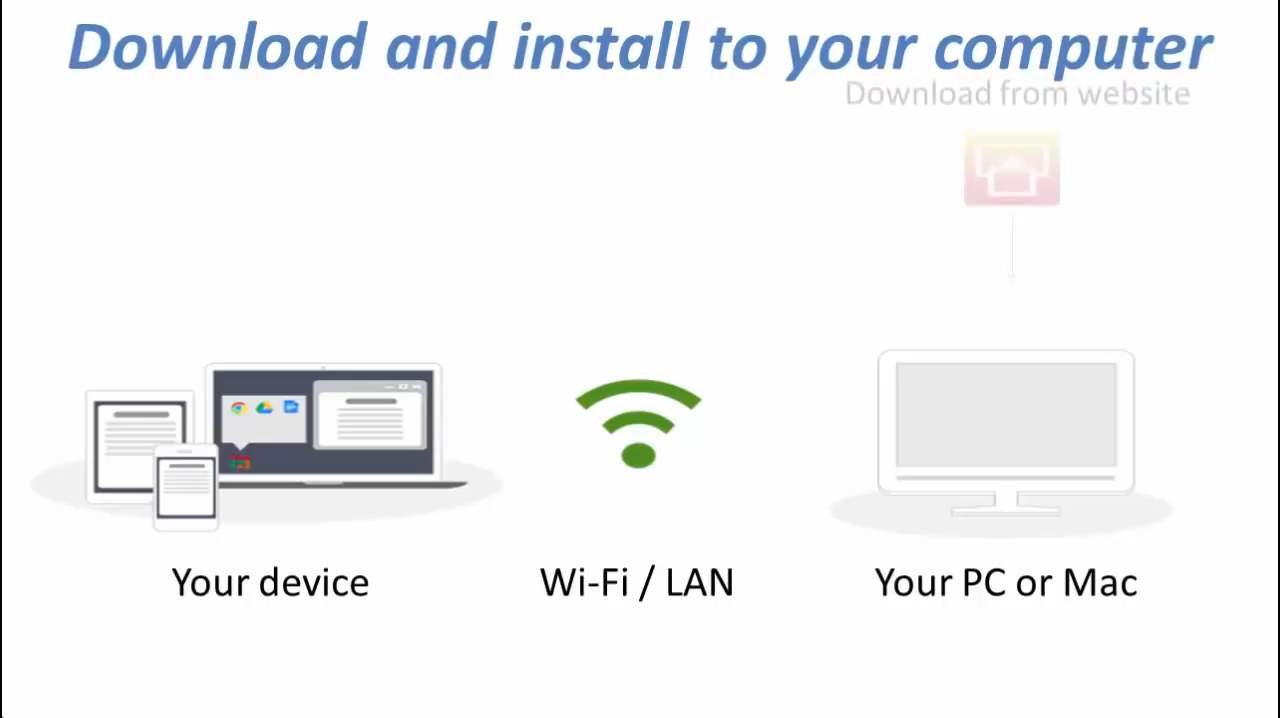 Download and install to your computer
Download from website
Your device
Wi-Fi / LAN
Your PC or Mac